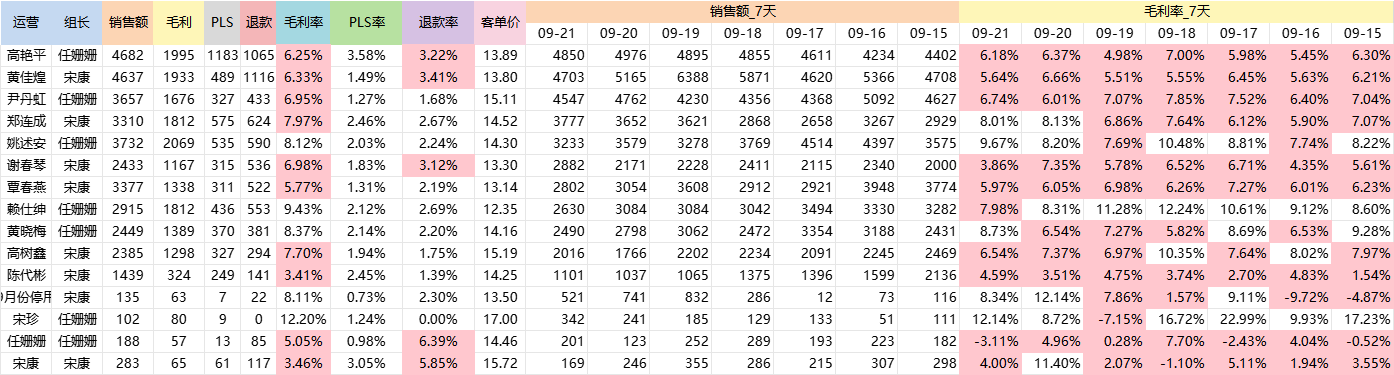 运营 组长 销售额 毛利 PLS 退款 毛利率 PLS率 退款率 客单价 销售额_7天 毛利率_7天
09-21 09-20 09-19 09-18 09-17 09-16 09-15 09-21 09-20 09-19 09-18 09-17 09-16 09-15
高艳平 任姗姗 4682 1995 1183 1065 6.25% 3.58% 3.22% 13.89 4850 4976 4895 4855 4611 4234 4402 6.18% 6.37% 4.98% 7.00% 5.98% 5.45% 6.30%
黄佳煌 宋康 4637 1933 489 1116 6.33% 1.49% 3.41% 13.80 4703 5165 6388 5871 4620 5366 4708 5.64% 6.66% 5.51% 5.55% 6.45% 5.63% 6.21%
尹丹虹 任姗姗 3657 1676 327 433 6.95% 1.27% 1.68% 15.11 4547 4762 4230 4356 4368 5092 4627 6.74% 6.01% 7.07% 7.85% 7.52% 6.40% 7.04%
郑连成 宋康 3310 1812 575 624 7.97% 2.46% 2.67% 14.52 3777 3652 3621 2868 2658 3267 2929 8.01% 8.13% 6.86% 7.64% 6.12% 5.90% 7.07%
姚述安 任姗姗 3732 2069 535 590 8.12% 2.03% 2.24% 14.30 3233 3579 3278 3769 4514 4397 3575 9.67% 8.20% 7.69% 10.48% 8.81% 7.74% 8.22%
谢春琴 宋康 2433 1167 315 536 6.98% 1.83% 3.12% 13.30 2882 2171 2228 2411 2115 2340 2000 3.86% 7.35% 5.78% 6.52% 6.71% 4.35% 5.61%
覃春燕 宋康 3377 1338 311 522 5.77% 1.31% 2.19% 13.14 2802 3054 3608 2912 2921 3948 3774 5.97% 6.05% 6.98% 6.26% 7.27% 6.01% 6.23%
赖仕绅 任姗姗 2915 1812 436 553 9.43% 2.12% 2.69% 12.35 2630 3084 3084 3042 3494 3330 3282 7.98% 8.31% 11.28% 12.24% 10.61% 9.12% 8.60%
黄晓梅 任姗姗 2449 1389 370 381 8.37% 2.14% 2.20% 14.16 2490 2798 3062 2472 3354 3188 2431 8.73% 6.54% 7.27% 5.82% 8.69% 6.53% 9.28%
高树鑫 宋康 2385 1298 327 294 7.70% 1.94% 1.75% 15.19 2016 1766 2202 2234 2091 2245 2469 6.54% 7.37% 6.97% 10.35% 7.64% 8.02% 7.97%
陈代彬 宋康 1439 324 249 141 3.41% 2.45% 1.39% 14.25 1101 1037 1065 1375 1396 1599 2136 4.59% 3.51% 4.75% 3.74% 2.70% 4.83% 1.54%
9月份停用 宋康 135 63 7 22 8.11% 0.73% 2.30% 13.50 521 741 832 286 12 73 116 8.34% 12.14% 7.86% 1.57% 9.11% -9.72% -4.87%
宋珍 任姗姗 102 80 9 0 12.20% 1.24% 0.00% 17.00 342 241 185 129 133 51 111 12.14% 8.72% -7.15% 16.72% 22.99% 9.93% 17.23%
任姗姗 任姗姗 188 57 13 85 5.05% 0.98% 6.39% 14.46 201 123 252 289 193 223 182 -3.11% 4.96% 0.28% 7.70% -2.43% 4.04% -0.52%
宋康 宋康 283 65 61 117 3.46% 3.05% 5.85% 15.72 169 246 355 286 215 307 298 4.00% 11.40% 2.07% -1.10% 5.11% 1.94% 3.55%